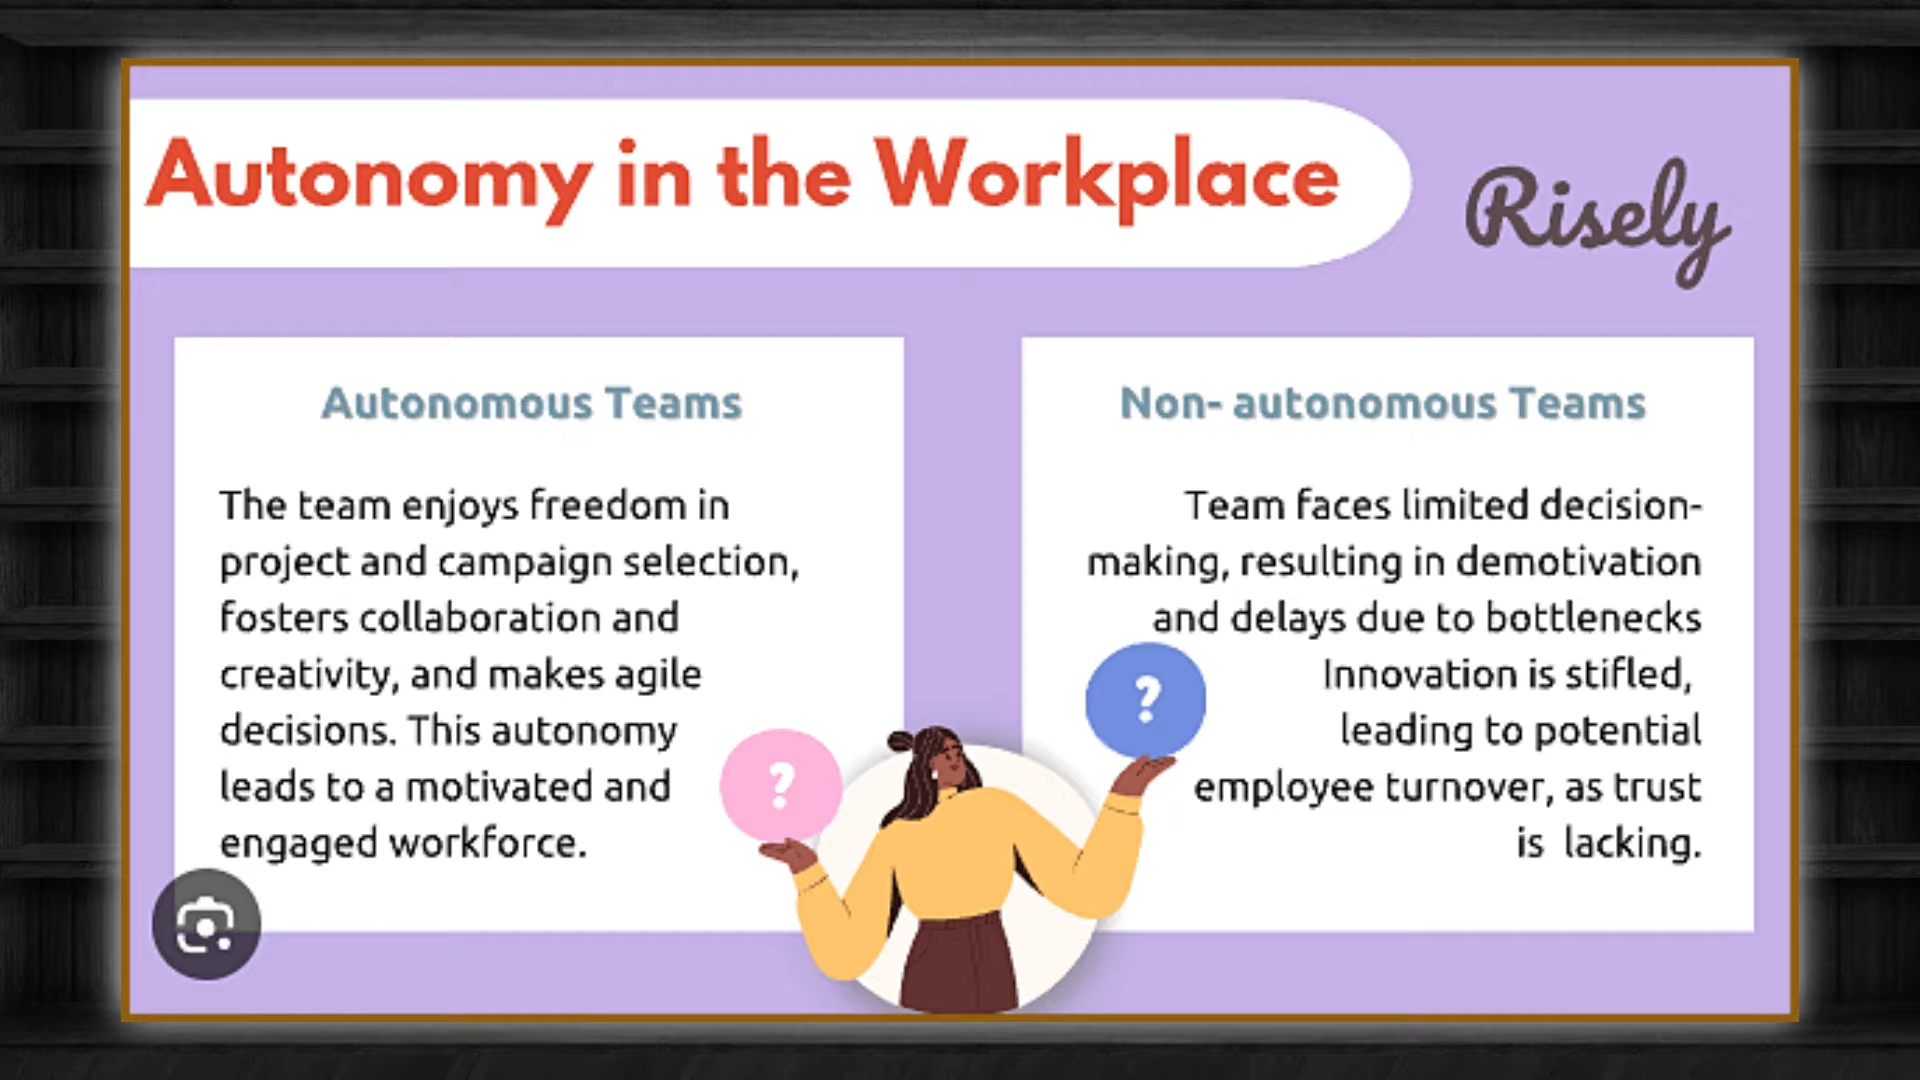 Autonomy in the Workplace
Risely
Autonomous Teams
The team enjoys freedom in
project and campaign selection,
fosters collaboration and
creativity, and makes agile
decisions. This autonomy
leads to a motivated and
engaged workforce.
Non- autonomous Teams
Team faces limited decision-
making, resulting in demotivation
and delays due to bottlenecks
Innovation is stifled,
leading to potential
employee turnover, as trust
is lacking.
?
?